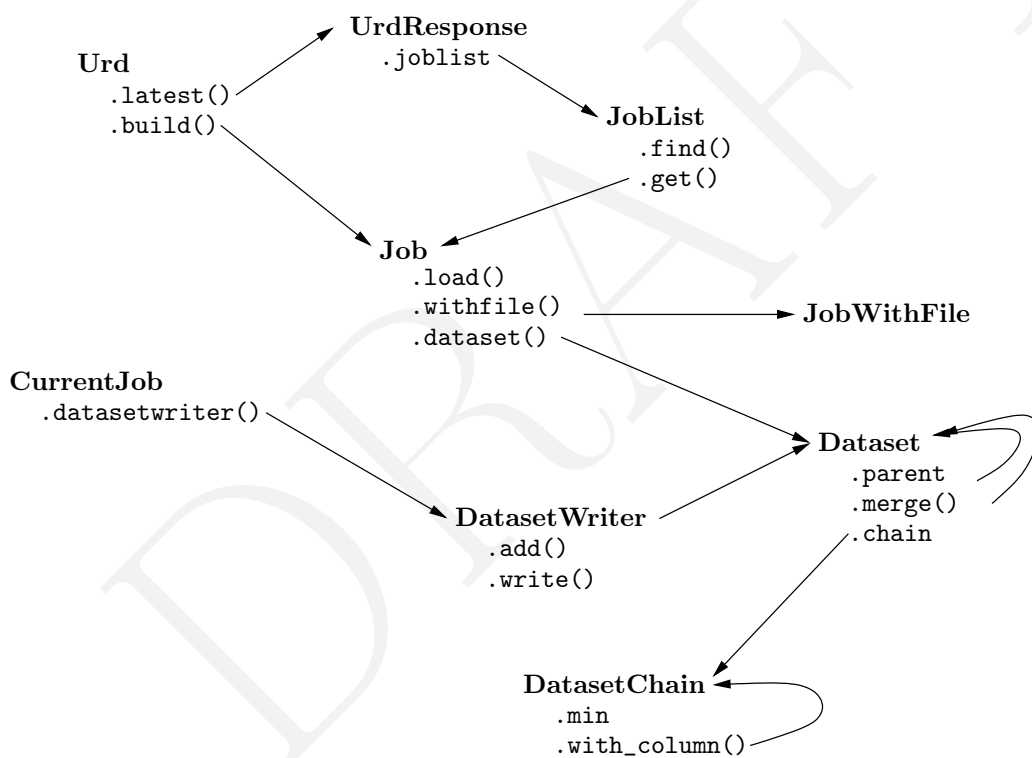 UrdResponse
.joblist
Urd
.latest()
.build()
JobList
.find()
.get()
Job
.load()
.withfile()
.dataset()
JobWithFile
CurrentJob
.datasetwriter()
Dataset
.parent
.merge()
.chain
DatasetWriter
.add()
.write()
DatasetChain
.min
.with_column()
DRAF